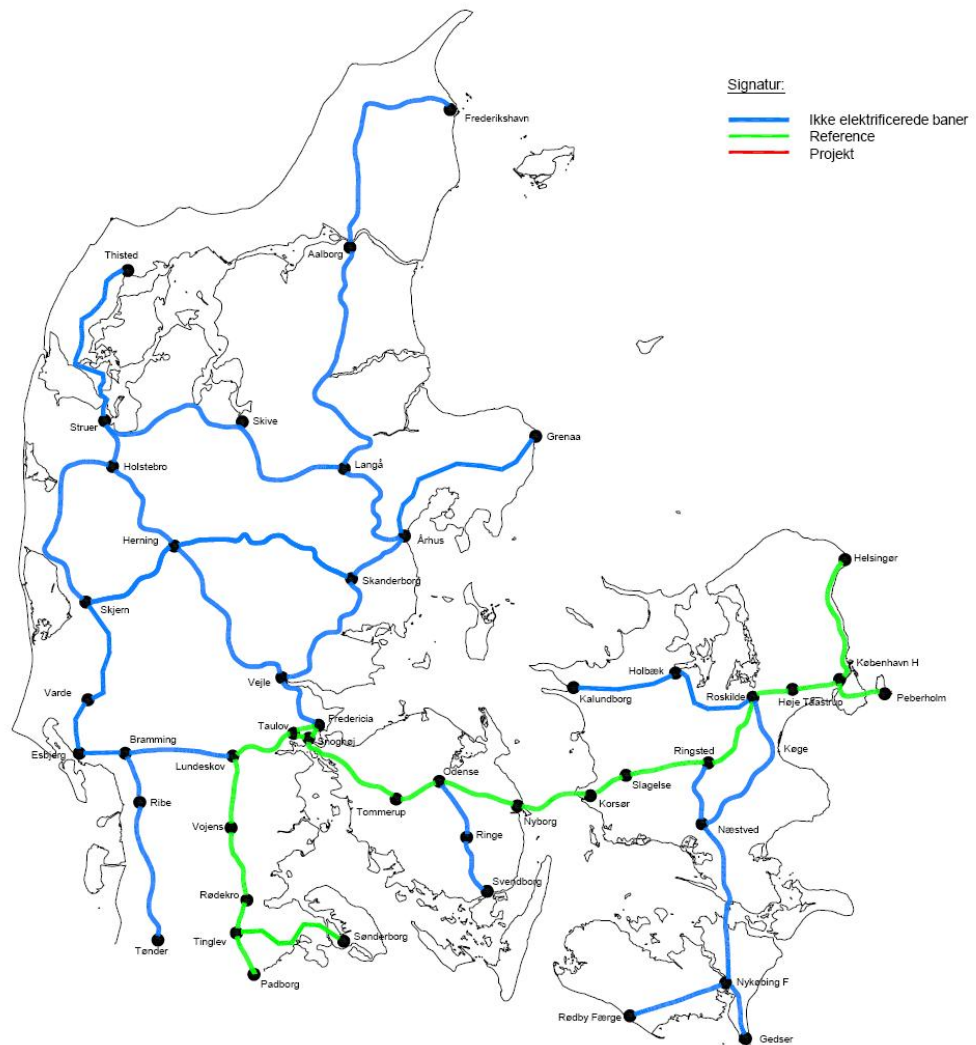 Signatur:
Ikke elektrificerede baner
Reference
Projekt
Frederikshavn
Aalborg
Thisted
Struer
Skive
Grenaa
Holstebro
Langå
Herning
Århus
Skanderborg
Helsingør
Skjern
København H
Holbæk
Vejle
Kalundborg
Roskilde
Høje Taastrup
Peberholm
Varde
Fredericia
Taulov
Snoghøj
Esbjerg
Bramming
Lundeskov
Ringsted
Køge
Odense
Slagelse
Ribe
Tommerup
Nyborg
Korsør
Vojens
Ringe
Næstved
Svendborg
Rødekro
Tinglev
Sønderborg
Tønder
Padborg
Nykøbing F
Rødby Færge
Gedser